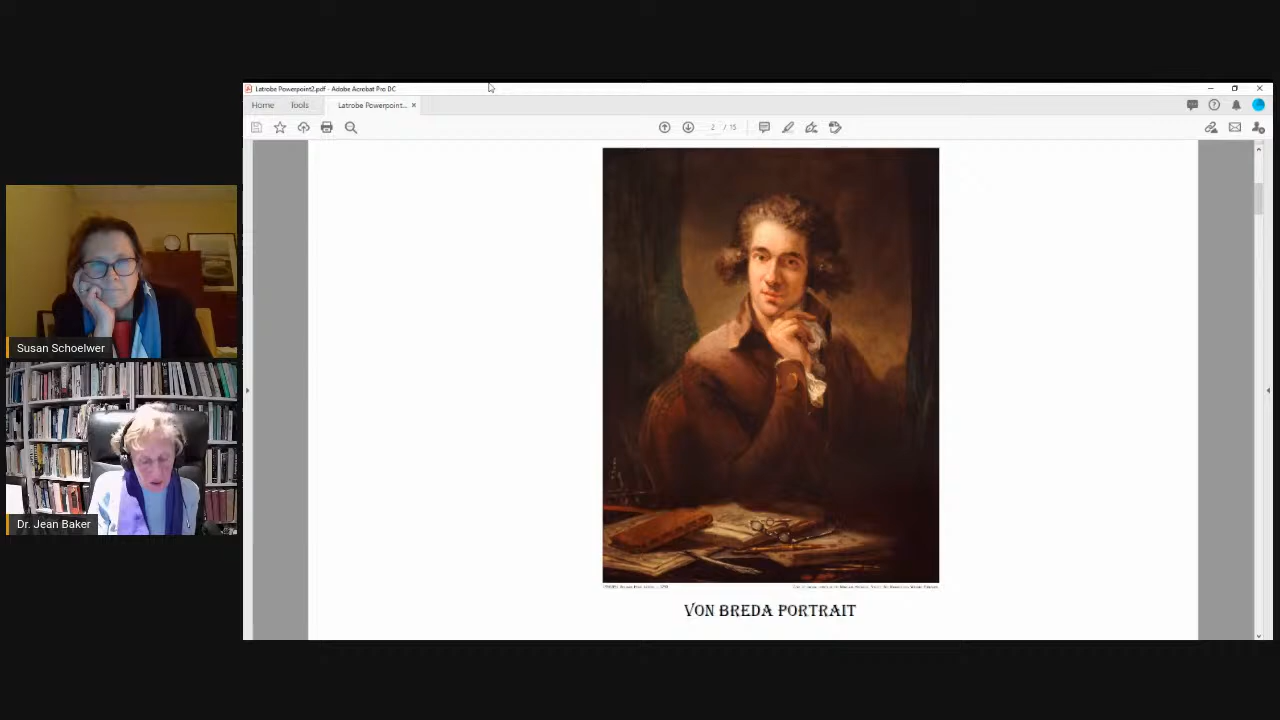 Latrobe Powerpoint2.pdf - Adobe Acrobat Pro DC
Home
Tools
Latrobe Powerpoint...
2 / 15
VON BREDA PORTRAIT
Susan Schoelwer
Dr. Jean Baker